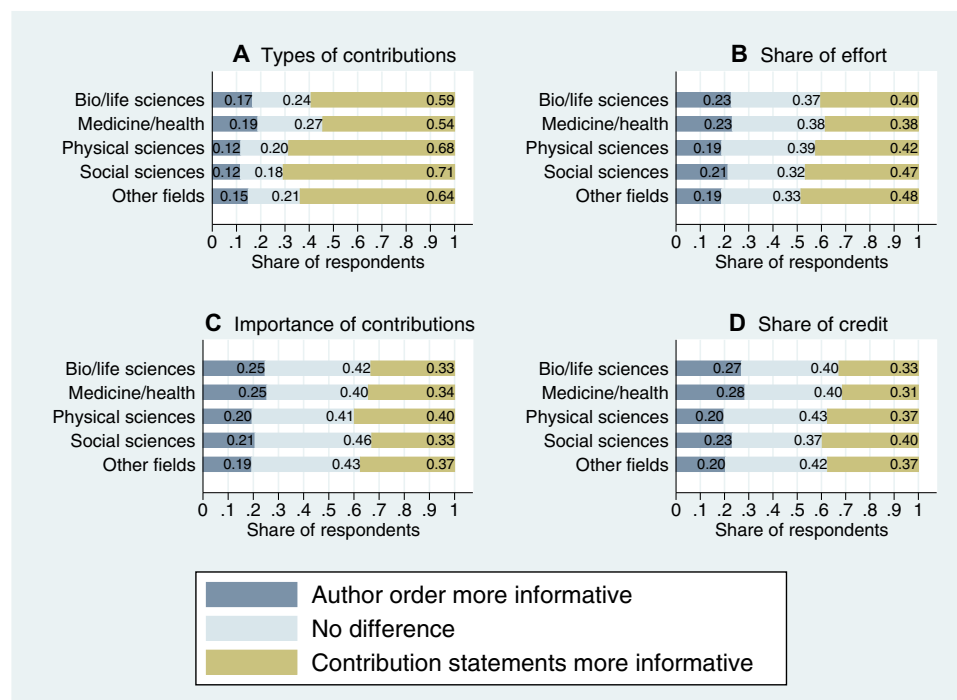 A Types of contributions
Bio/life sciences 0.17 0.24 0.59
Medicine/health 0.19 0.27 0.54
Physical sciences 0.12 0.20 0.68
Social sciences 0.12 0.18 0.71
Other fields 0.15 0.21 0.64
0 .1 .2 .3 .4 .5 .6 .7 .8 .9 1
Share of respondents
B Share of effort
Bio/life sciences 0.23 0.37 0.40
Medicine/health 0.23 0.38 0.38
Physical sciences 0.19 0.39 0.42
Social sciences 0.21 0.32 0.47
Other fields 0.19 0.33 0.48
0 .1 .2 .3 .4 .5 .6 .7 .8 .9 1
Share of respondents
C Importance of contributions
Bio/life sciences 0.25 0.42 0.33
Medicine/health 0.25 0.40 0.34
Physical sciences 0.20 0.41 0.40
Social sciences 0.21 0.46 0.33
Other fields 0.19 0.43 0.37
0 .1 .2 .3 .4 .5 .6 .7 .8 .9 1
Share of respondents
D Share of credit
Bio/life sciences 0.27 0.40 0.33
Medicine/health 0.28 0.40 0.31
Physical sciences 0.20 0.43 0.37
Social sciences 0.23 0.37 0.40
Other fields 0.20 0.42 0.37
0 .1 .2 .3 .4 .5 .6 .7 .8 .9 1
Share of respondents
Author order more informative
No difference
Contribution statements more informative